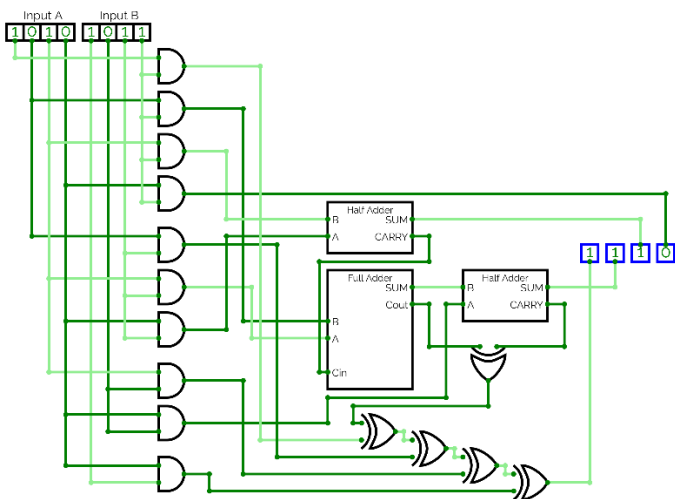 Input A Input B
1 0 1 0 1 0 1 1
Half Adder
B SUM
A CARRY
1 1 1 0
Full Adder
SUM
Cout
B
A
Cin
Half Adder
B SUM
A CARRY